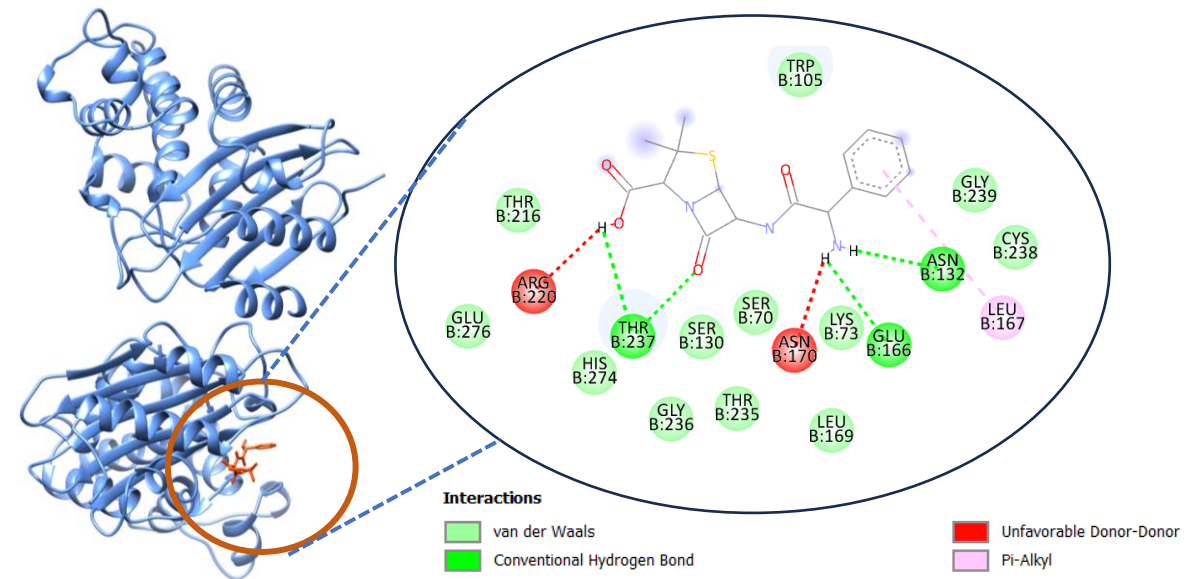 TRP
B:105
S
O
O
THR
B:216
GLY
B:239
H
O
N
N
N
H
CYS
B:238
ASN
B:132
H
O
ARG
B:220
SER
B:70
LEU
B:167
GLU
B:276
THR
B:237
SER
B:130
LYS
B:73
GLU
B:166
ASN
B:170
HIS
B:274
GLY
B:236
THR
B:235
LEU
B:169
Interactions
van der Waals
Conventional Hydrogen Bond
Unfavorable Donor-Donor
Pi-Alkyl